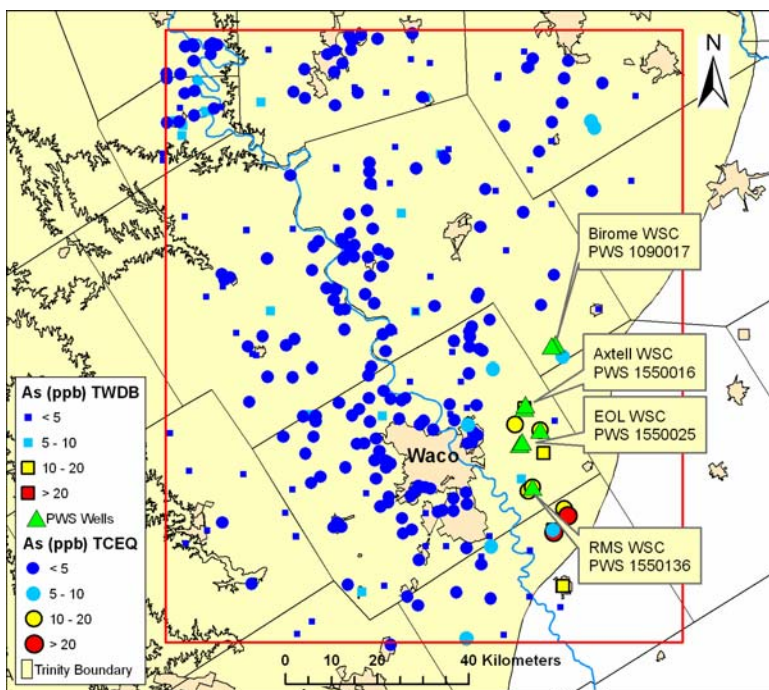 N
Birome WSC
PWS 1090017
Axtell WSC
PWS 1550016
EOL WSC
PWS 1550025
Waco
RMS WSC
PWS 1550136
As (ppb) TWDB
< 5
5 - 10
10 - 20
> 20
PWS Wells
As (ppb) TCEQ
< 5
5 - 10
10 - 20
> 20
Trinity Boundary
0 10 20 40 Kilometers